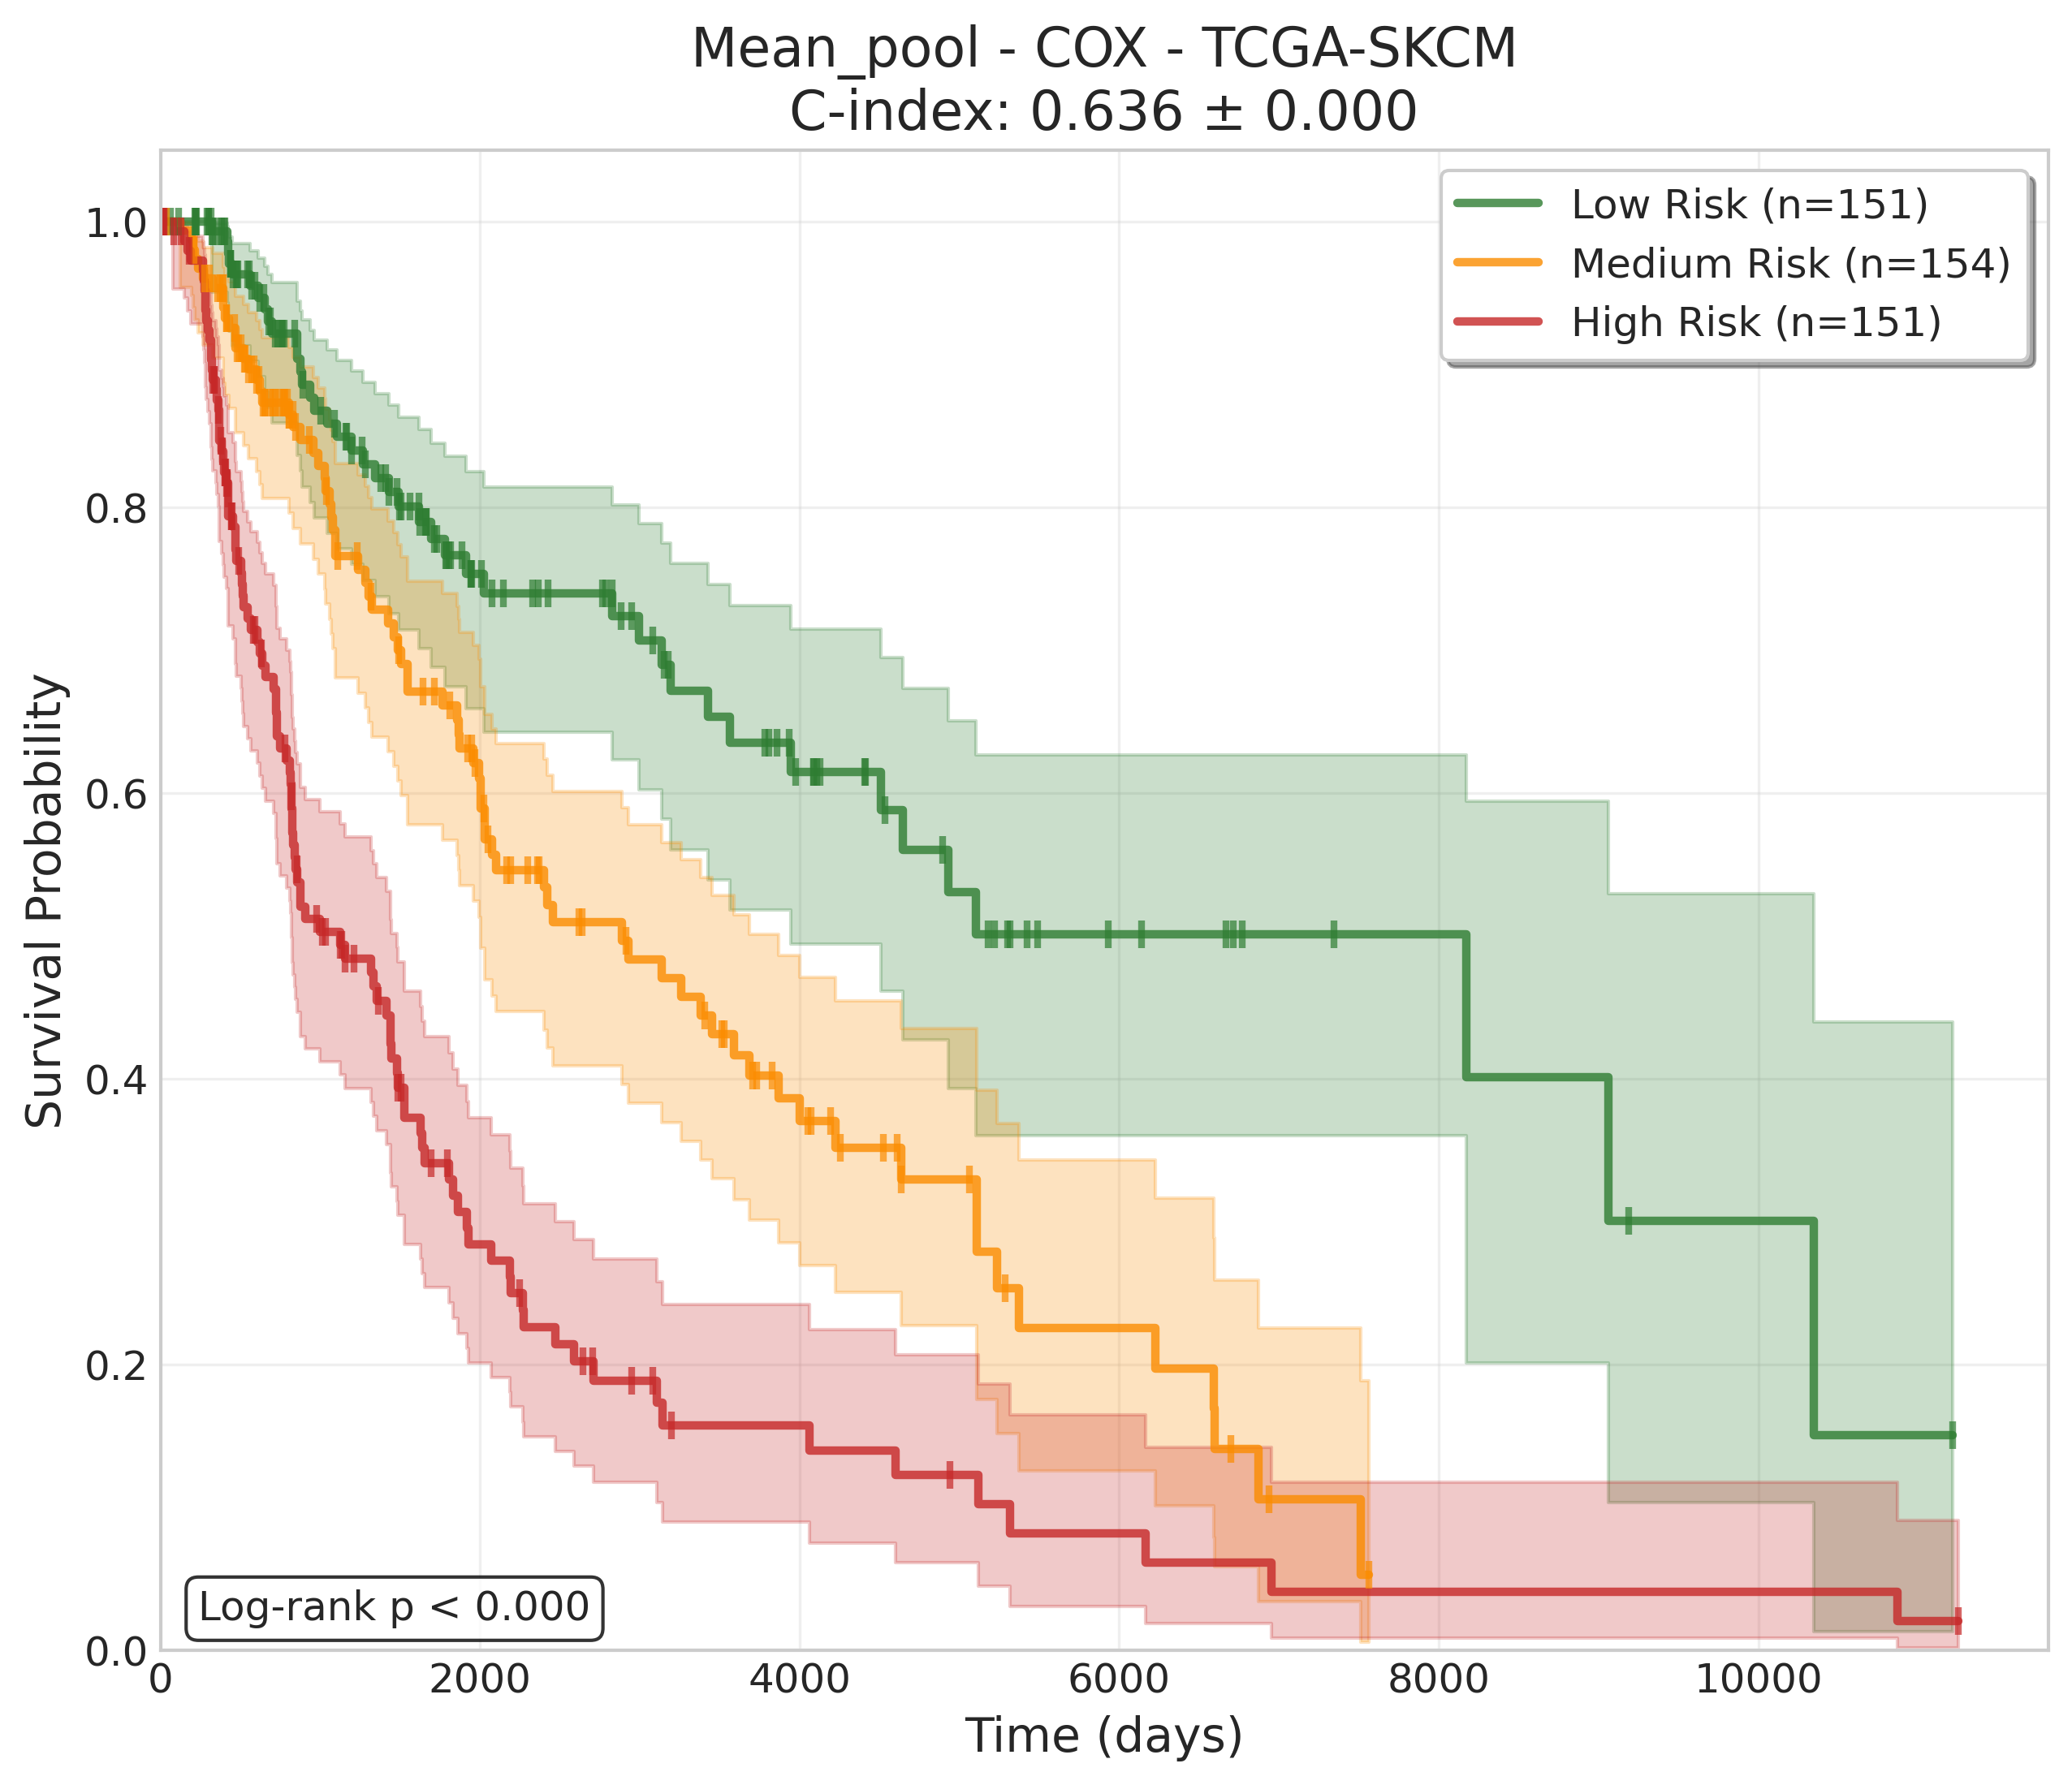 Mean_pool - COX - TCGA-SKCM
C-index: 0.636 ± 0.000
Low Risk (n=151)
Medium Risk (n=154)
High Risk (n=151)
Survival Probability
1.0
0.8
0.6
0.4
0.2
0.0
Log-rank p < 0.000
0 2000 4000 6000 8000 10000
Time (days)